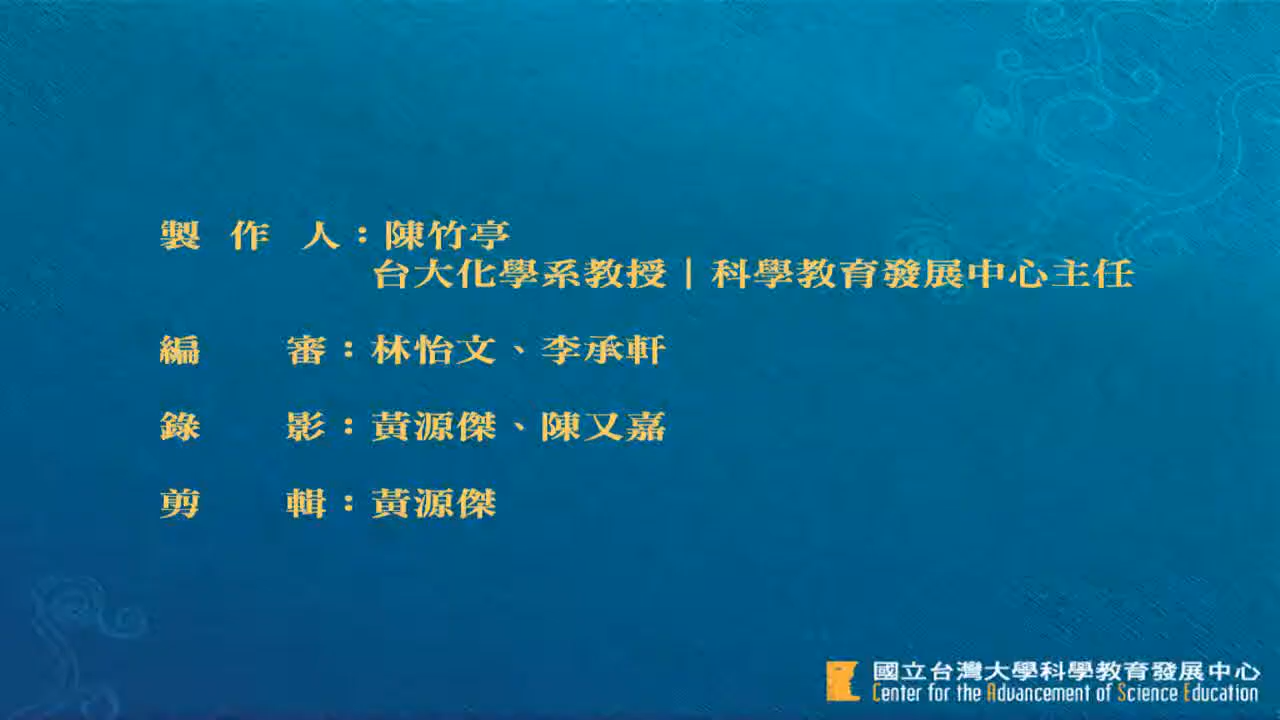 製 作 人：陳竹亭
台大化學系教授｜科學教育發展中心主任
編 審：林怡文、李承軒
錄 影：黃源傑、陳又嘉
剪 輯：黃源傑
國立台灣大學科學教育發展中心
Center for the Advancement of Science Education